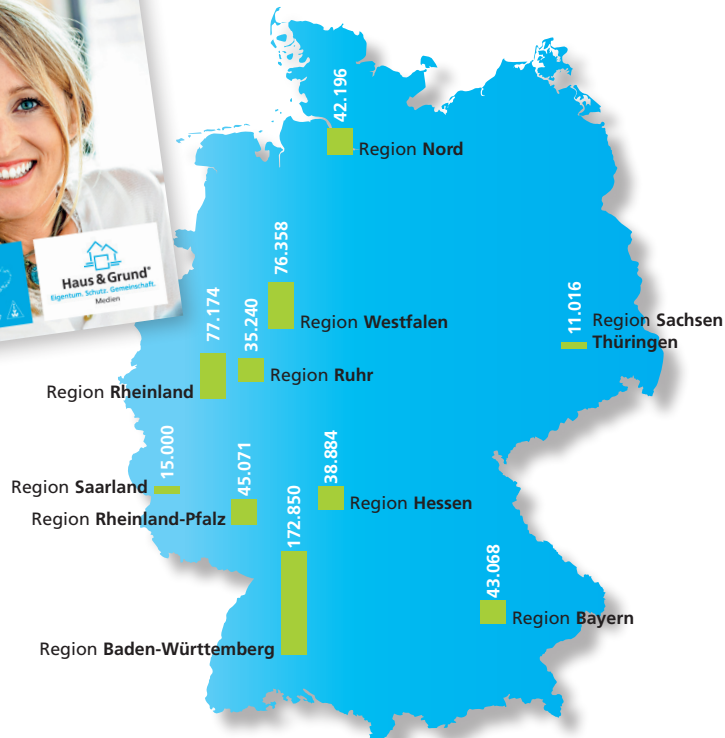 42.196
Region Nord
Haus & Grund®
Eigentum. Schutz. Gemeinschaft.
Medien
76.358
Region Westfalen
77.174
35.240
Region Ruhr
Region Rheinland
11.016
Region Sachsen
Thüringen
15.000
Region Saarland
45.071
Region Rheinland-Pfalz
38.884
Region Hessen
172.850
Region Baden-Württemberg
43.068
Region Bayern